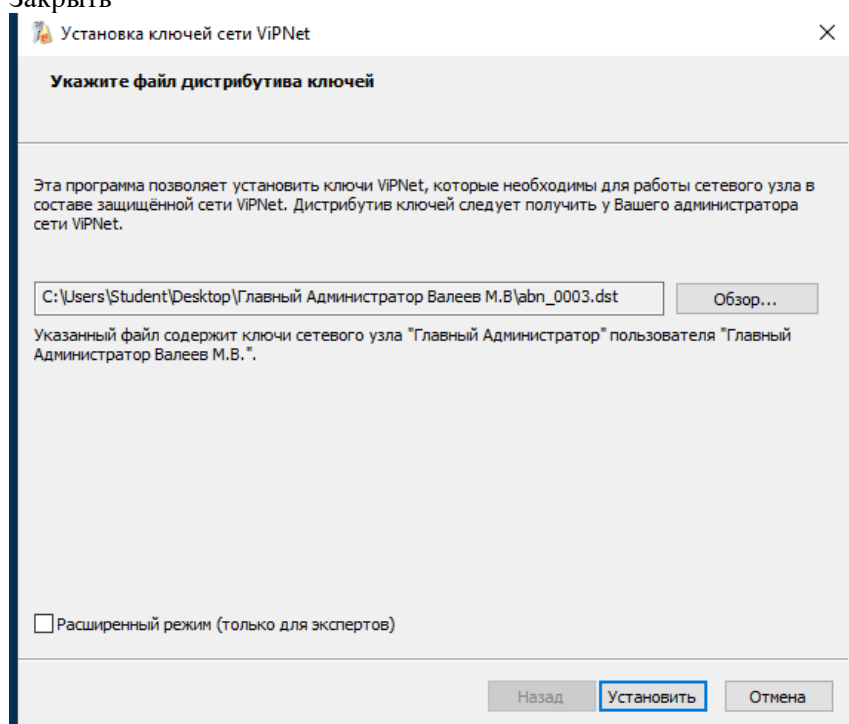 Закрыть
Установка ключей сети ViPNet
Укажите файл дистрибутива ключей
Эта программа позволяет установить ключи ViPNet, которые необходимы для работы сетевого узла в
составе защищённой сети ViPNet. Дистрибутив ключей следует получить у Вашего администратора
сети ViPNet.
C:\Users\Student\Desktop\Главный Администратор Валеев М.В\abn_0003.dst
Обзор...
Указанный файл содержит ключи сетевого узла "Главный Администратор" пользователя "Главный
Администратор Валеев М.В.".
Расширенный режим (только для экспертов)
Назад
Установить
Отмена